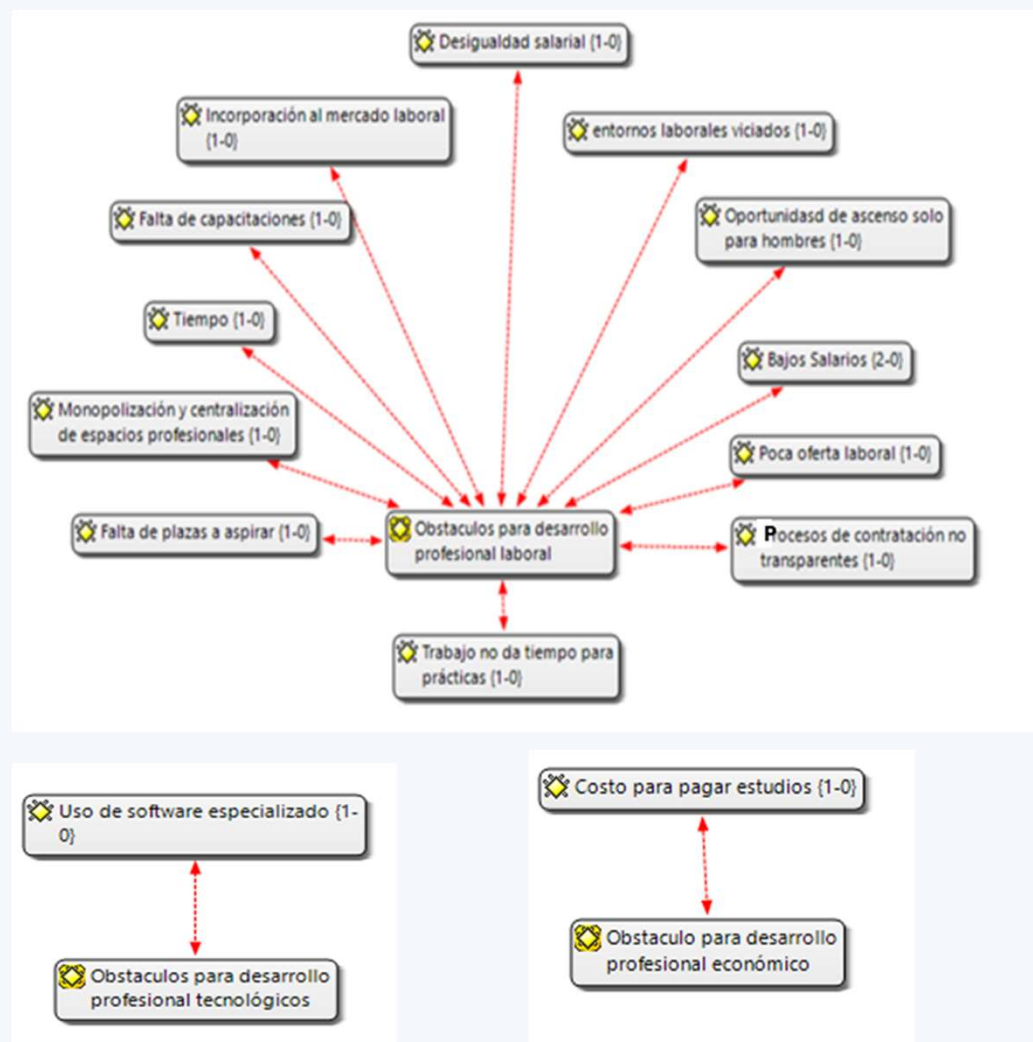 Desigualdad salarial {1-0}
Incorporación al mercado laboral
{1-0}
entornos laborales viciados {1-0}
Falta de capacitaciones {1-0}
Oportunidasd de ascenso solo
para hombres {1-0}
Tiempo {1-0}
Bajos Salarios {2-0}
Monopolización y centralización
de espacios profesionales {1-0}
Poca oferta laboral {1-0}
Falta de plazas a aspirar {1-0}
Obstaculos para desarrollo
profesional laboral
Procesos de contratación no
transparentes {1-0}
Trabajo no da tiempo para
prácticas {1-0}
Uso de software especializado {1-
0}
Obstaculos para desarrollo
profesional tecnológicos
Costo para pagar estudios {1-0}
Obstaculo para desarrollo
profesional económico